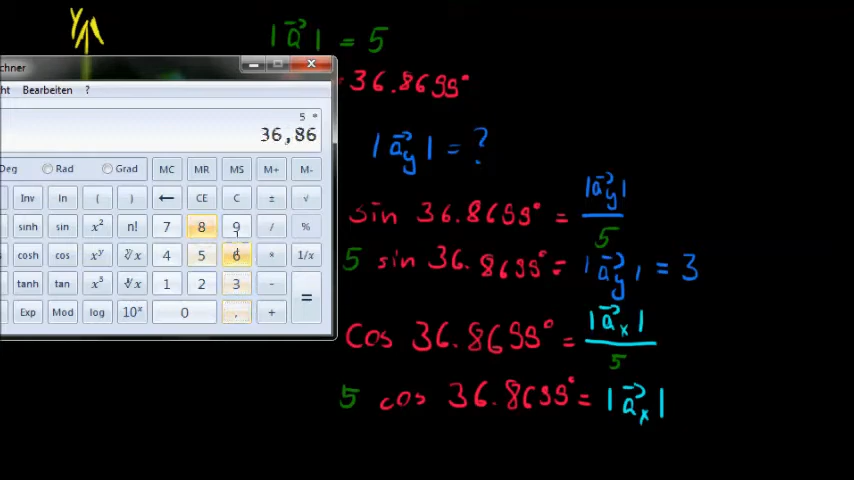 y
|a⃗| = 5
chner
36.8699°
ht Bearbeiten ?
5 *
36,86
|a⃗y| = ?
Deg Rad Grad MC MR MS M+ M-
Inv ln ( ) ← CE C ± √
sinh sin x² n! 7 8 9 / %
sin 36.8699° = |a⃗y| / 5
cosh cos xʸ ʸ√x 4 5 6 * 1/x
5 sin 36.8699° = |a⃗y| = 3
tanh tan x³ ³√x 1 2 3 - =
Exp Mod log 10ˣ 0 , +
cos 36.8699° = |a⃗x| / 5
5 cos 36.8699° = |a⃗x|